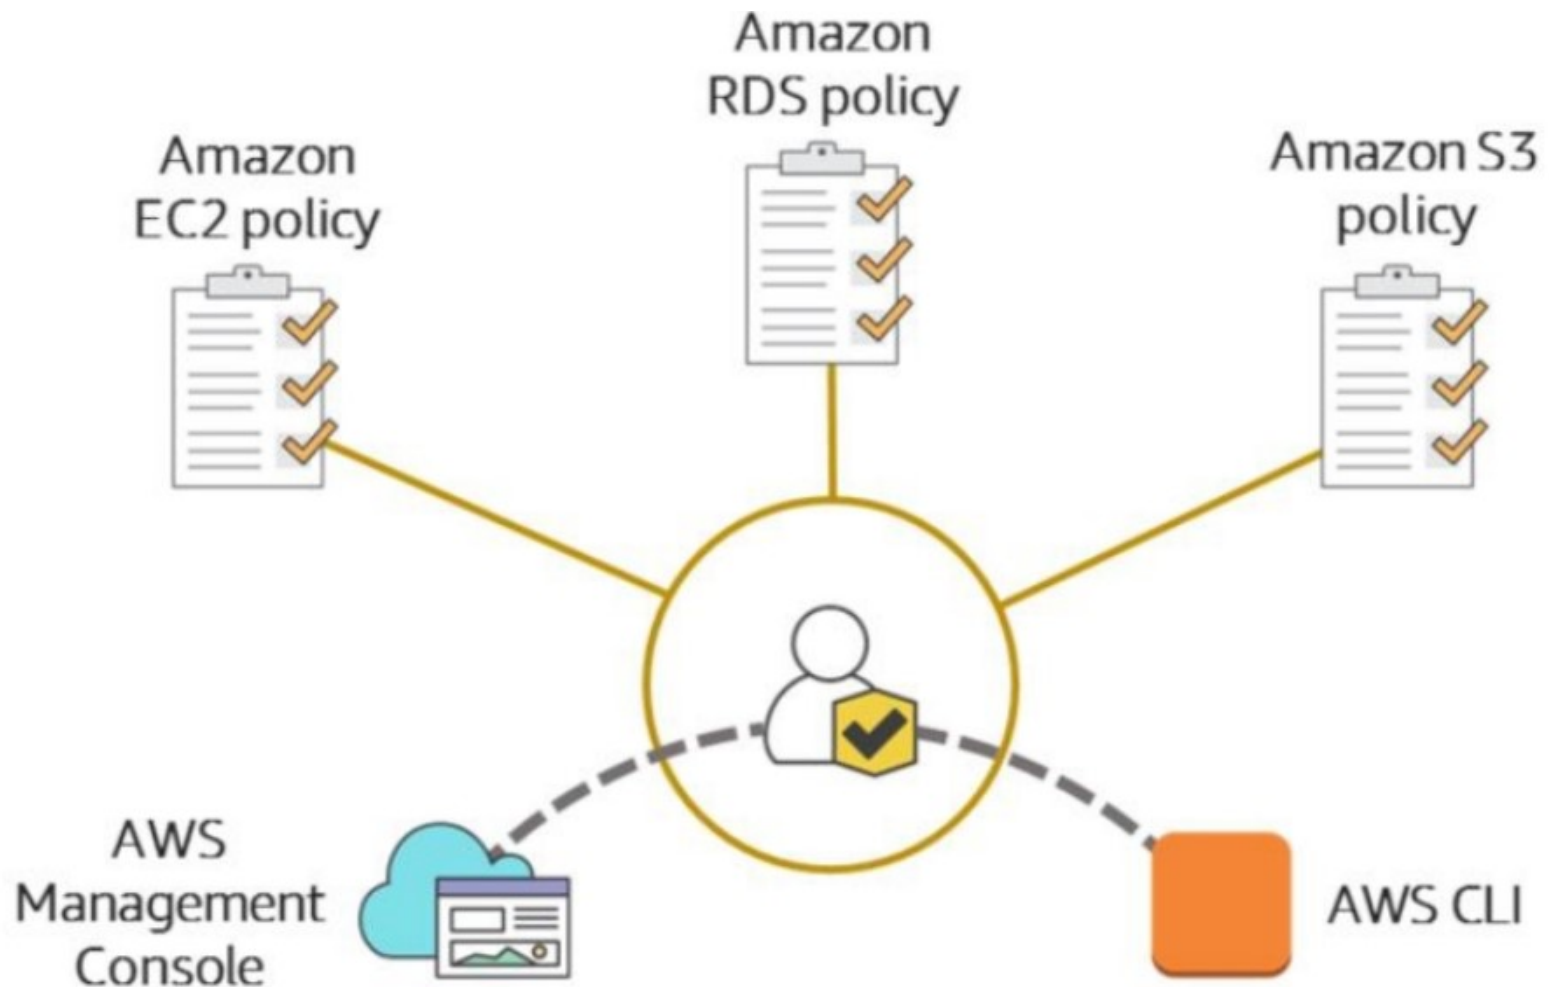 Amazon
RDS policy
Amazon
EC2 policy
Amazon S3
policy
AWS
Management
Console
AWS CLI